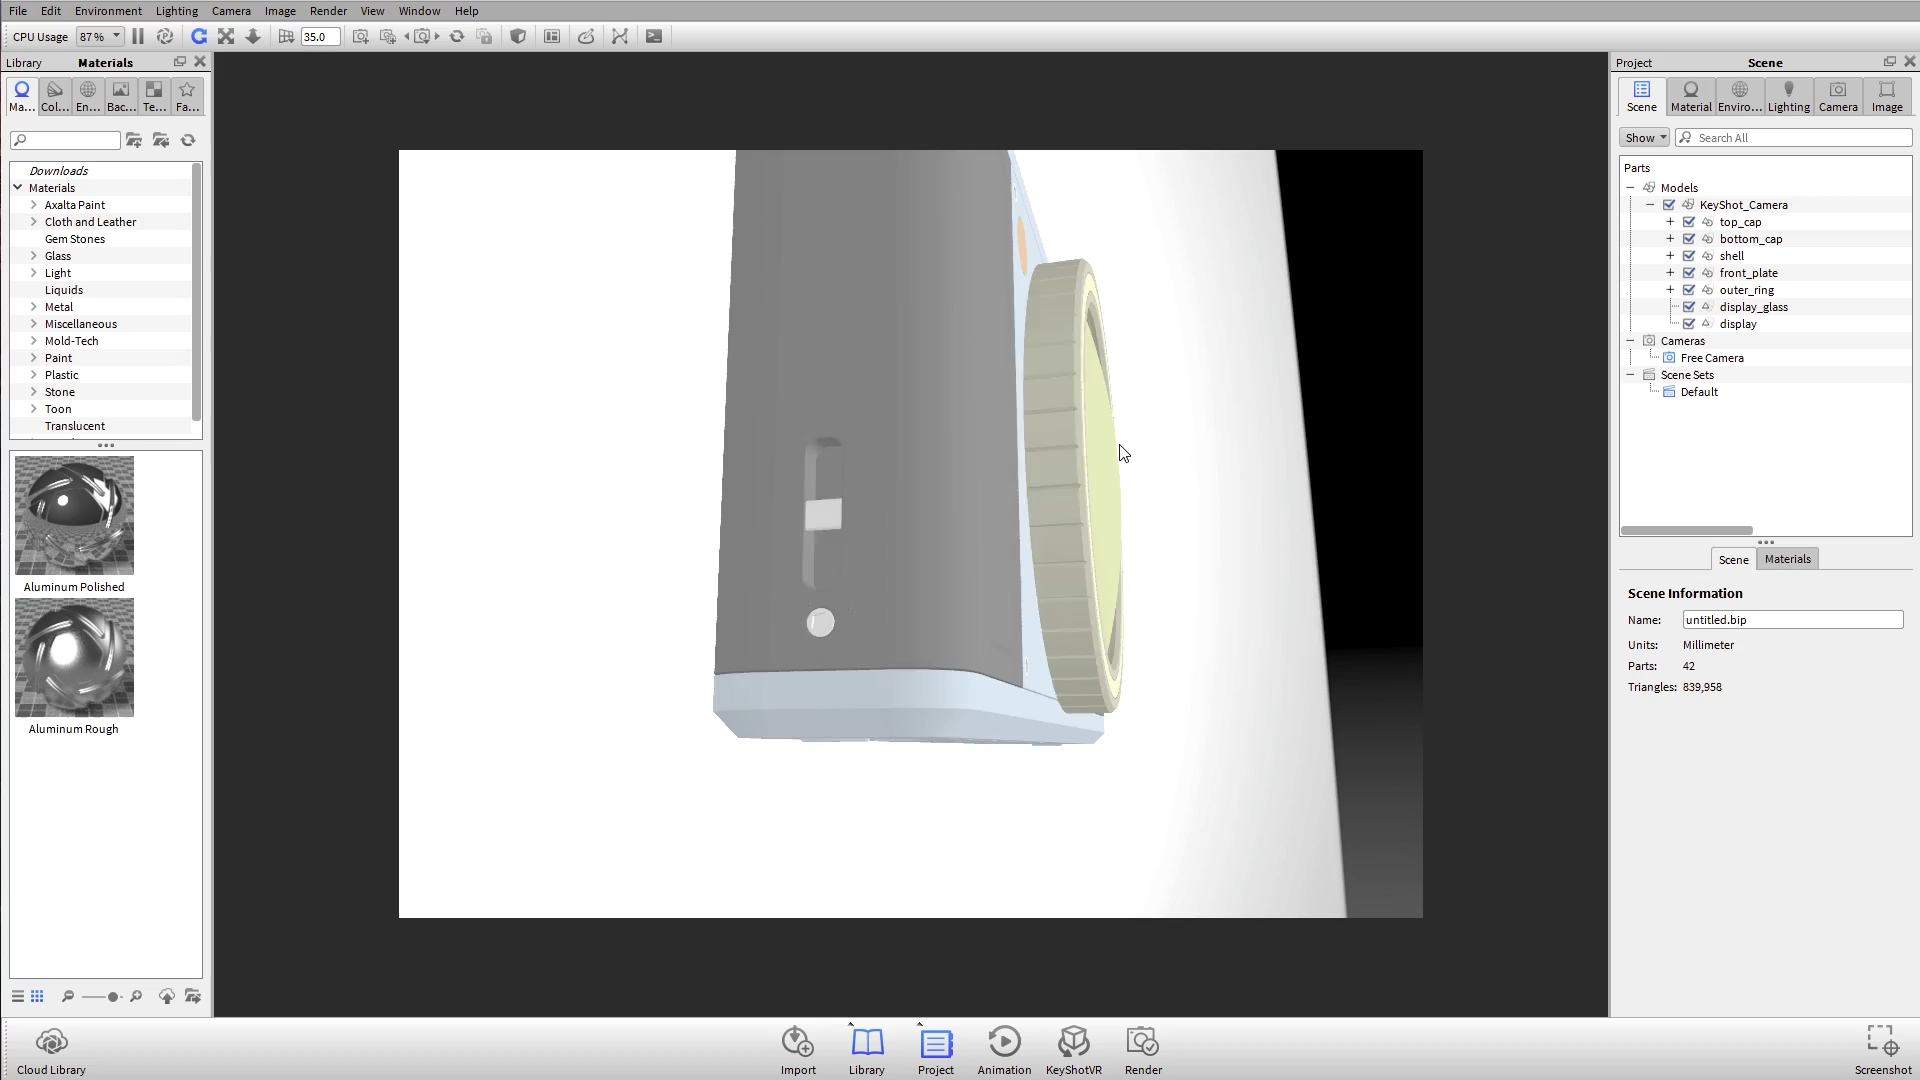 File Edit Environment Lighting Camera Image Render View Window Help
CPU Usage 87 % 35.0
Library Materials
Ma... Col... En... Bac... Te... Fa...
Downloads
Materials
Axalta Paint
Cloth and Leather
Gem Stones
Glass
Light
Liquids
Metal
Miscellaneous
Mold-Tech
Paint
Plastic
Stone
Toon
Translucent
Aluminum Polished
Aluminum Rough
Project Scene
Scene Material Enviro... Lighting Camera Image
Show Search All
Parts
Models
KeyShot_Camera
top_cap
bottom_cap
shell
front_plate
outer_ring
display_glass
display
Cameras
Free Camera
Scene Sets
Default
Scene Materials
Scene Information
Name: untitled.bip
Units: Millimeter
Parts: 42
Triangles: 839,958
Cloud Library Import Library Project Animation KeyShotVR Render Screenshot